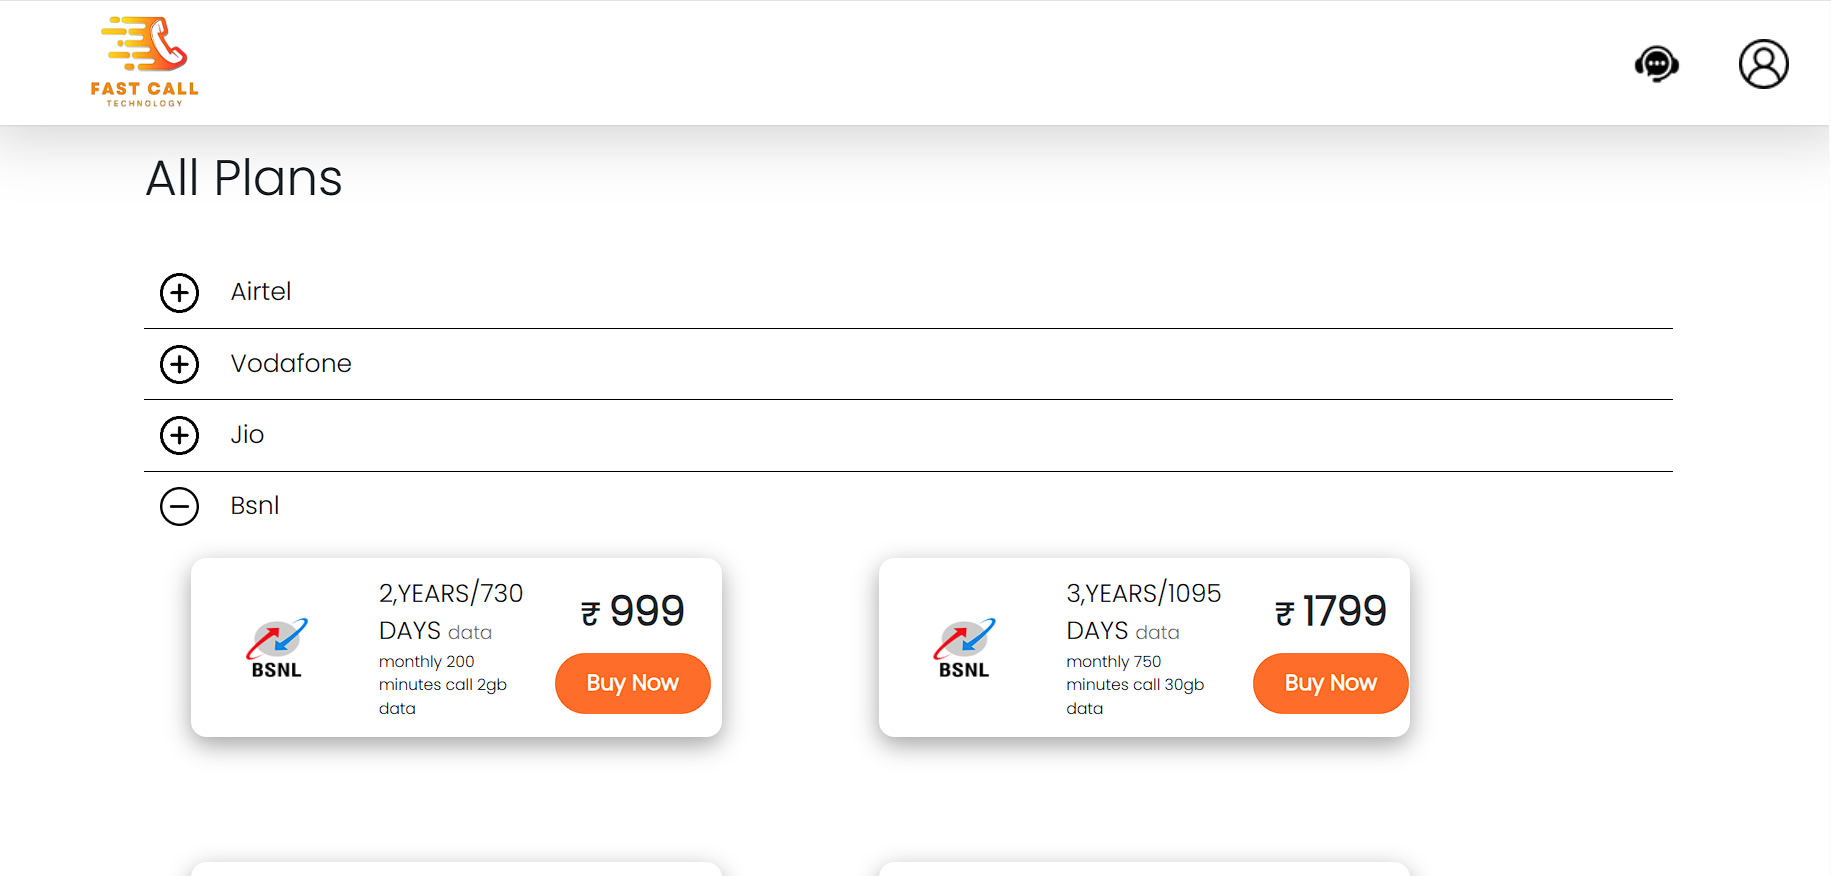 FAST CALL
TECHNOLOGY
All Plans
Airtel
Vodafone
Jio
Bsnl
BSNL
2,YEARS/730
DAYS data
monthly 200
minutes call 2gb
data
₹ 999
Buy Now
BSNL
3,YEARS/1095
DAYS data
monthly 750
minutes call 30gb
data
₹ 1799
Buy Now